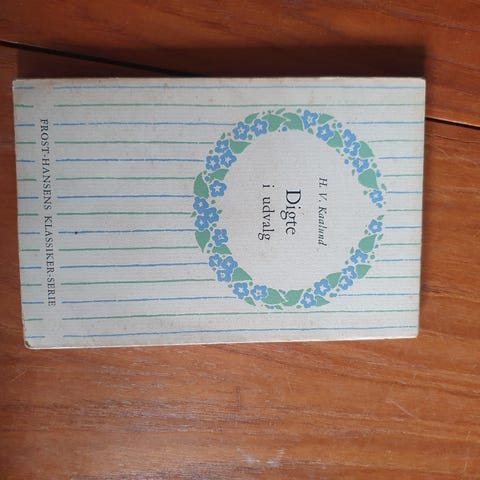 H. V. Kaalund
Digte
i udvalg
FROST-HANSENS KLASSIKER-SERIE